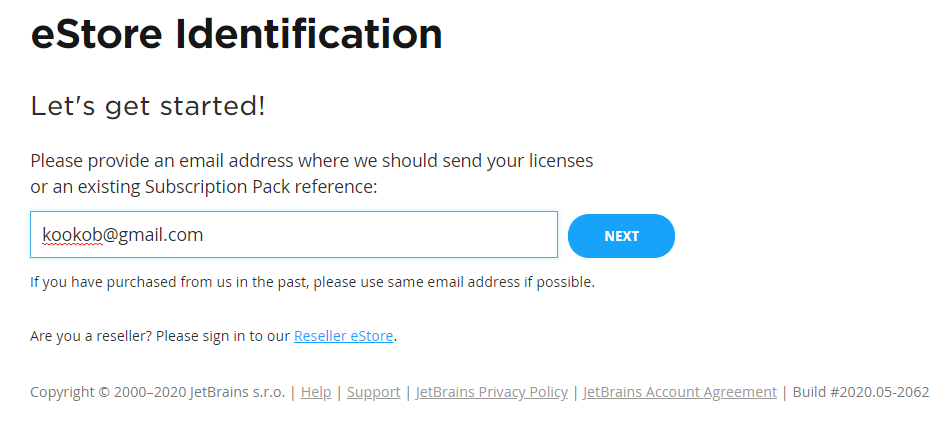 eStore Identification
Let's get started!
Please provide an email address where we should send your licenses
or an existing Subscription Pack reference:
kookob@gmail.com
NEXT
If you have purchased from us in the past, please use same email address if possible.
Are you a reseller? Please sign in to our Reseller eStore.
Copyright © 2000–2020 JetBrains s.r.o. | Help | Support | JetBrains Privacy Policy | JetBrains Account Agreement | Build #2020.05-2062